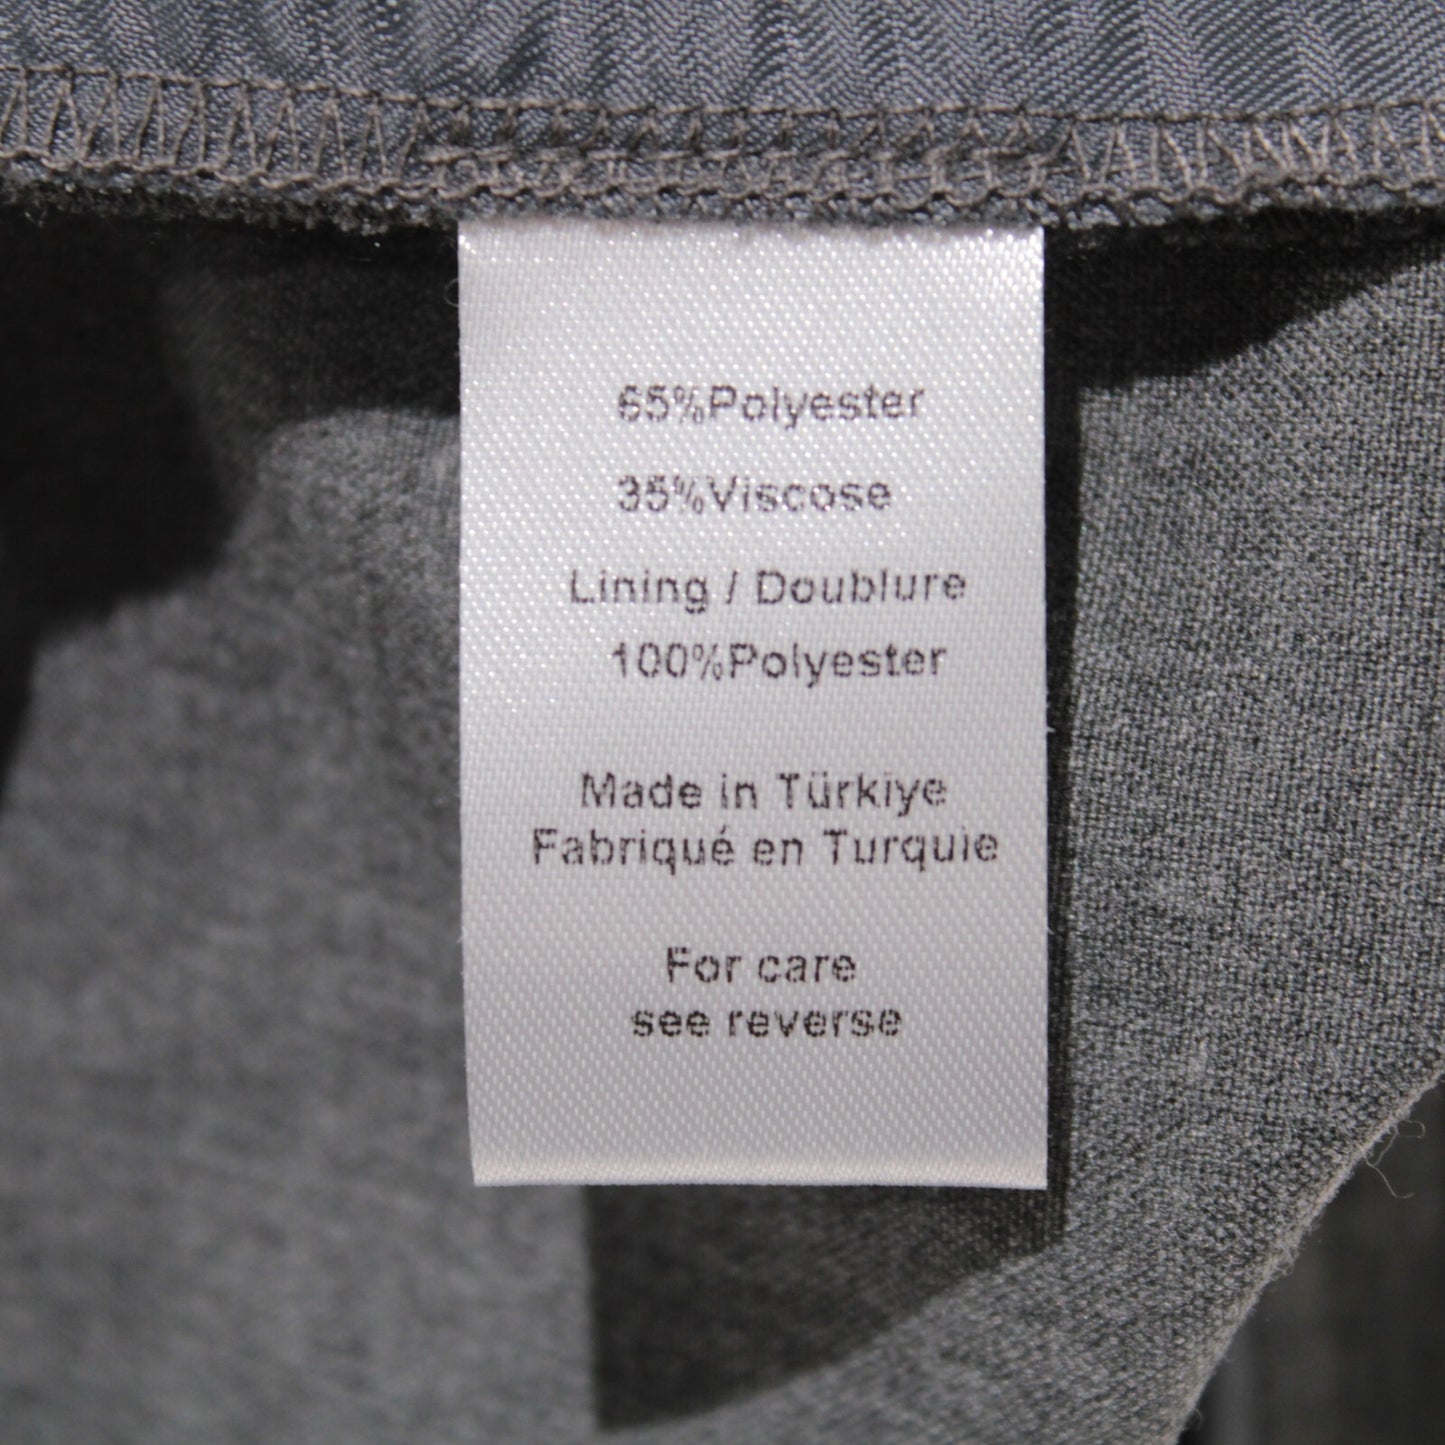 65%Polyester
35%Viscose
Lining / Doublure
100%Polyester
Made in Türkiye
Fabriqué en Turquie
For care
see reverse